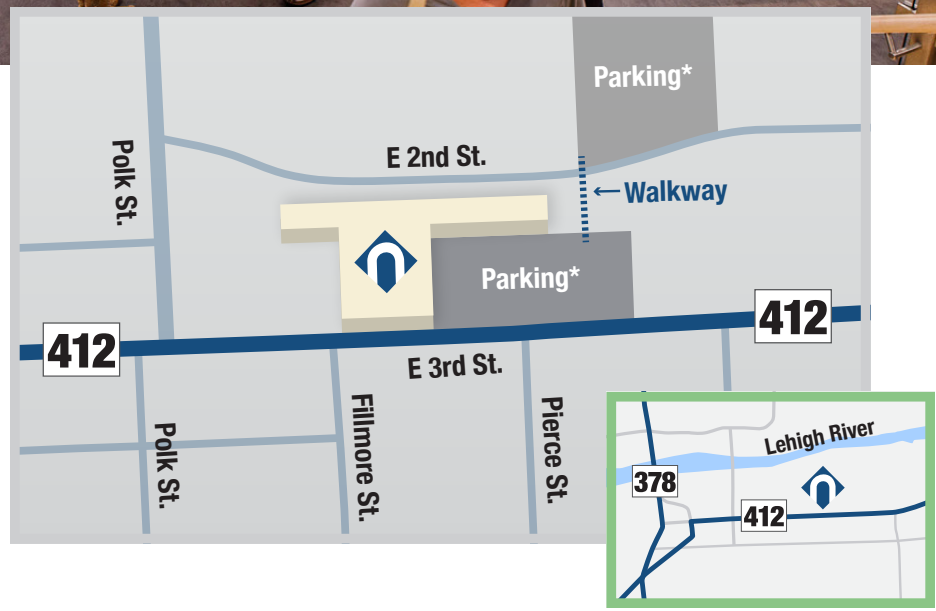 Parking*
Polk St.
E 2nd St.
Walkway
Parking*
412
412
E 3rd St.
Polk St.
Fillmore St.
Pierce St.
Lehigh River
378
412